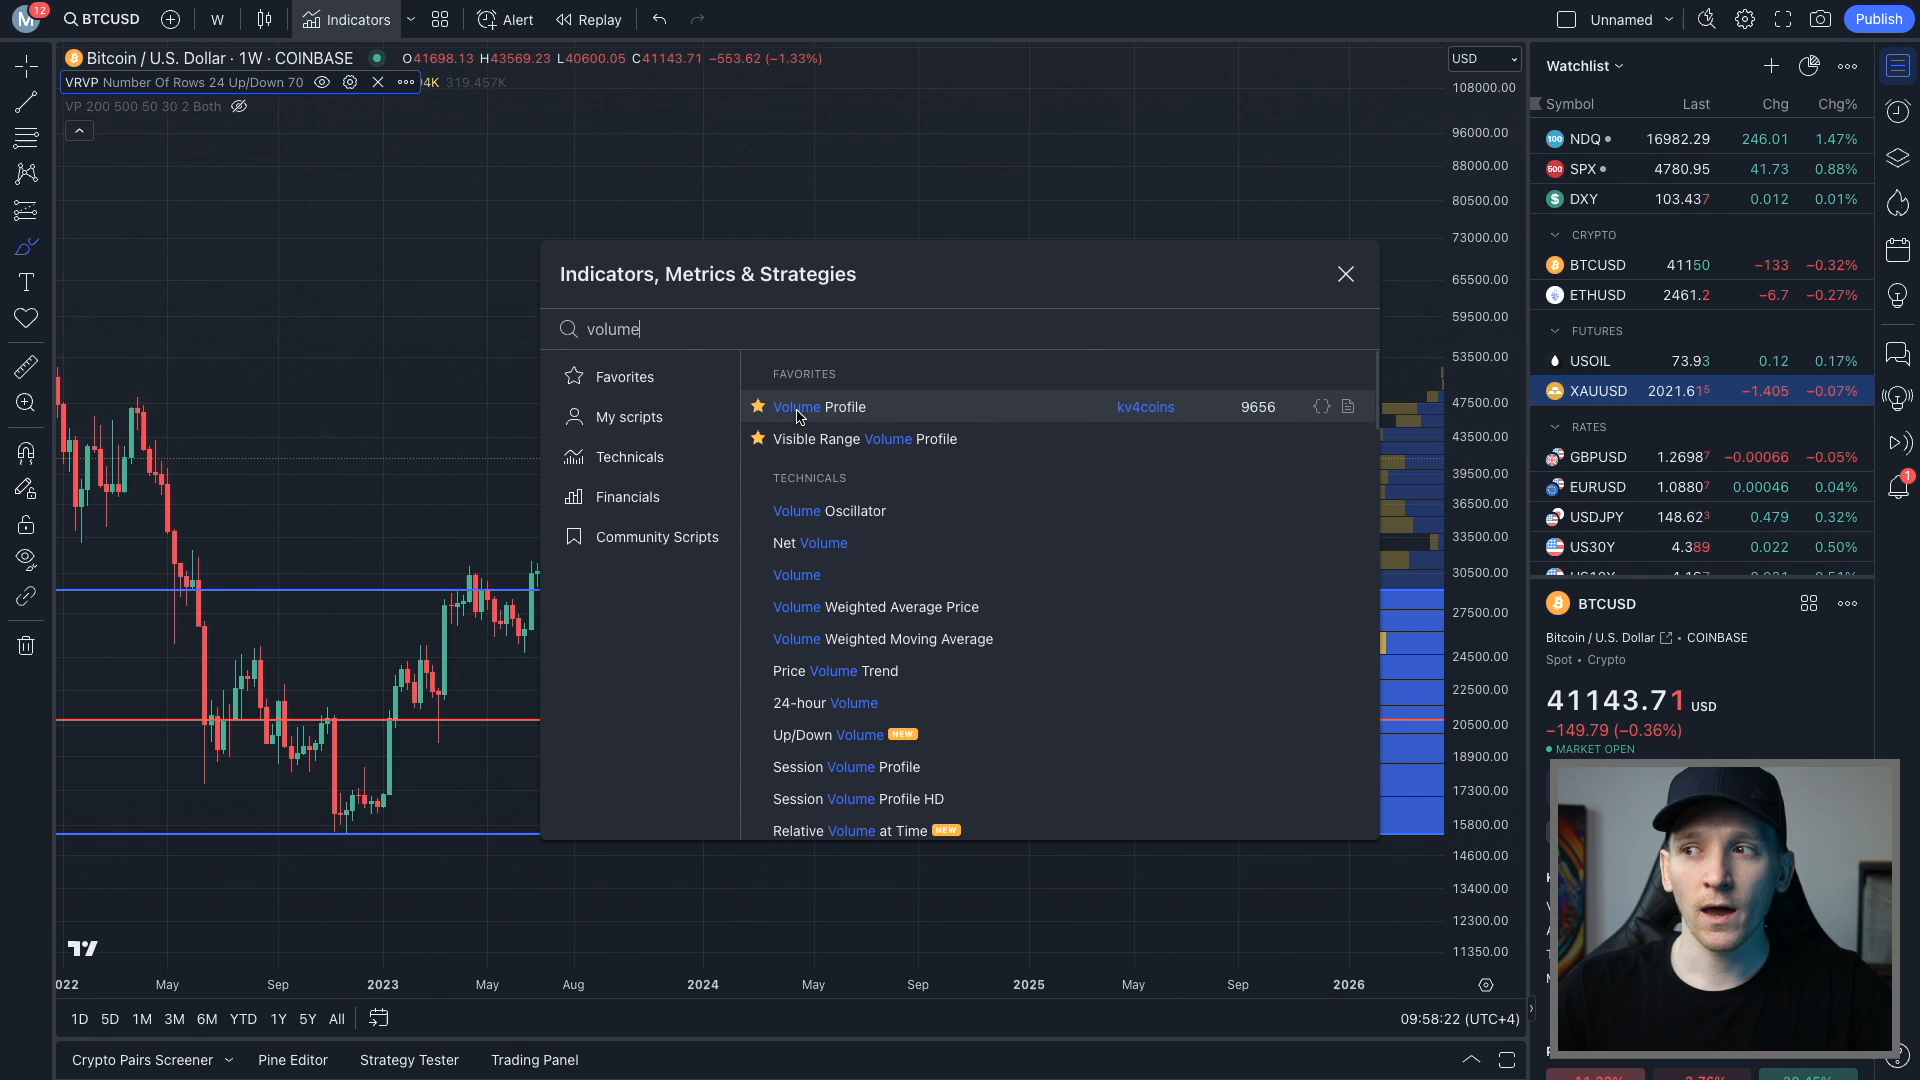 M 12 BTCUSD W Indicators Alert Replay Unnamed Publish
Bitcoin / U.S. Dollar · 1W · COINBASE O41698.13 H43569.23 L40600.05 C41143.71 −553.62 (−1.33%)
VRVP Number Of Rows 24 Up/Down 70 4K 319.457K
VP 200 500 50 30 2 Both
USD
108000.00
96000.00
88000.00
80500.00
73000.00
65500.00
59500.00
53500.00
47500.00
43500.00
39500.00
36500.00
33500.00
30500.00
27500.00
24500.00
22500.00
20500.00
18900.00
17300.00
15800.00
14600.00
13400.00
12300.00
11350.00
Indicators, Metrics & Strategies
volume
Favorites
My scripts
Technicals
Financials
Community Scripts
FAVORITES
Volume Profile kv4coins 9656
Visible Range Volume Profile
TECHNICALS
Volume Oscillator
Net Volume
Volume
Volume Weighted Average Price
Volume Weighted Moving Average
Price Volume Trend
24-hour Volume
Up/Down Volume NEW
Session Volume Profile
Session Volume Profile HD
Relative Volume at Time NEW
022 May Sep 2023 May Aug 2024 May Sep 2025 May Sep 2026
1D 5D 1M 3M 6M YTD 1Y 5Y All 09:58:22 (UTC+4)
Crypto Pairs Screener Pine Editor Strategy Tester Trading Panel
Watchlist
Symbol Last Chg Chg%
100 NDQ 16982.29 246.01 1.47%
500 SPX 4780.95 41.73 0.88%
DXY 103.437 0.012 0.01%
CRYPTO
BTCUSD 41150 −133 −0.32%
ETHUSD 2461.2 −6.7 −0.27%
FUTURES
USOIL 73.93 0.12 0.17%
XAUUSD 2021.615 −1.405 −0.07%
RATES
GBPUSD 1.26987 −0.00066 −0.05%
EURUSD 1.08807 0.00046 0.04%
USDJPY 148.623 0.479 0.32%
US30Y 4.389 0.022 0.50%
1
BTCUSD
Bitcoin / U.S. Dollar • COINBASE
Spot • Crypto
41143.71 USD
−149.79 (−0.36%)
MARKET OPEN